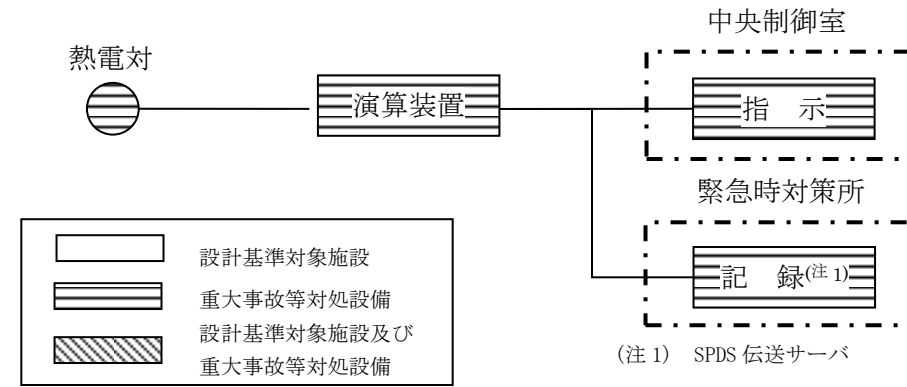 中央制御室
熱電対
演算装置
指　示
緊急時対策所
記　録(注1)
(注1)　SPDS 伝送サーバ
設計基準対象施設
重大事故等対処設備
設計基準対象施設及び
重大事故等対処設備